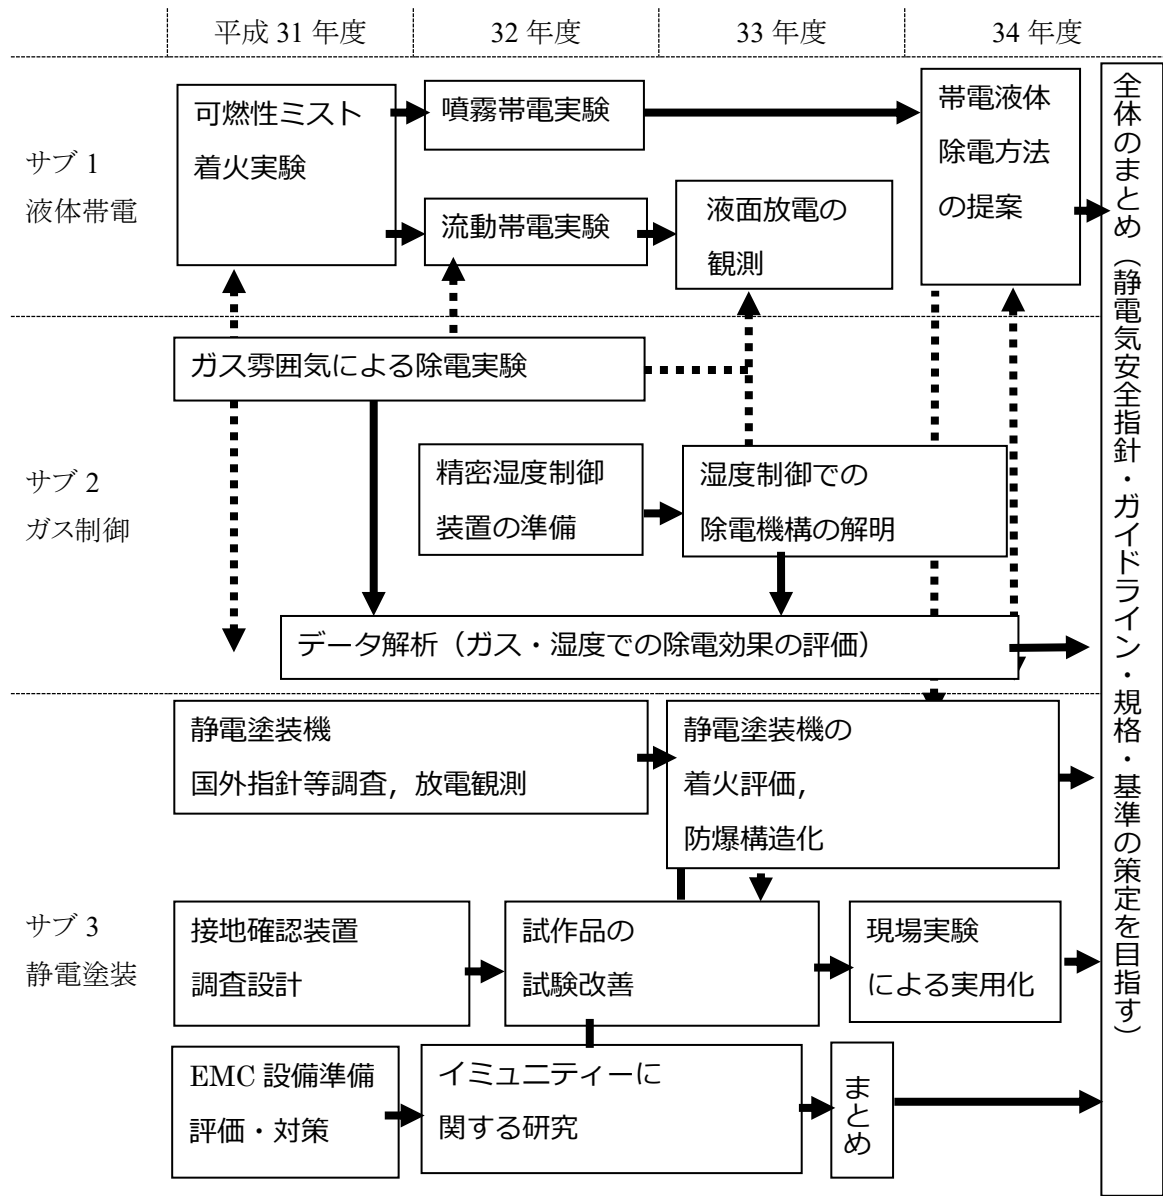 平成 31 年度
32 年度
33 年度
34 年度
サブ 1
液体帯電
可燃性ミスト
着火実験
噴霧帯電実験
流動帯電実験
液面放電の
観測
帯電液体
除電方法
の提案
サブ 2
ガス制御
ガス雰囲気による除電実験
精密湿度制御
装置の準備
湿度制御での
除電機構の解明
データ解析（ガス・湿度での除電効果の評価）
サブ 3
静電塗装
静電塗装機
国外指針等調査，放電観測
静電塗装機の
着火評価，
防爆構造化
接地確認装置
調査設計
試作品の
試験改善
現場実験
による実用化
EMC 設備準備
評価・対策
イミュニティーに
関する研究
まとめ
全体のまとめ（静電気安全指針・ガイドライン・規格・基準の策定を目指す）